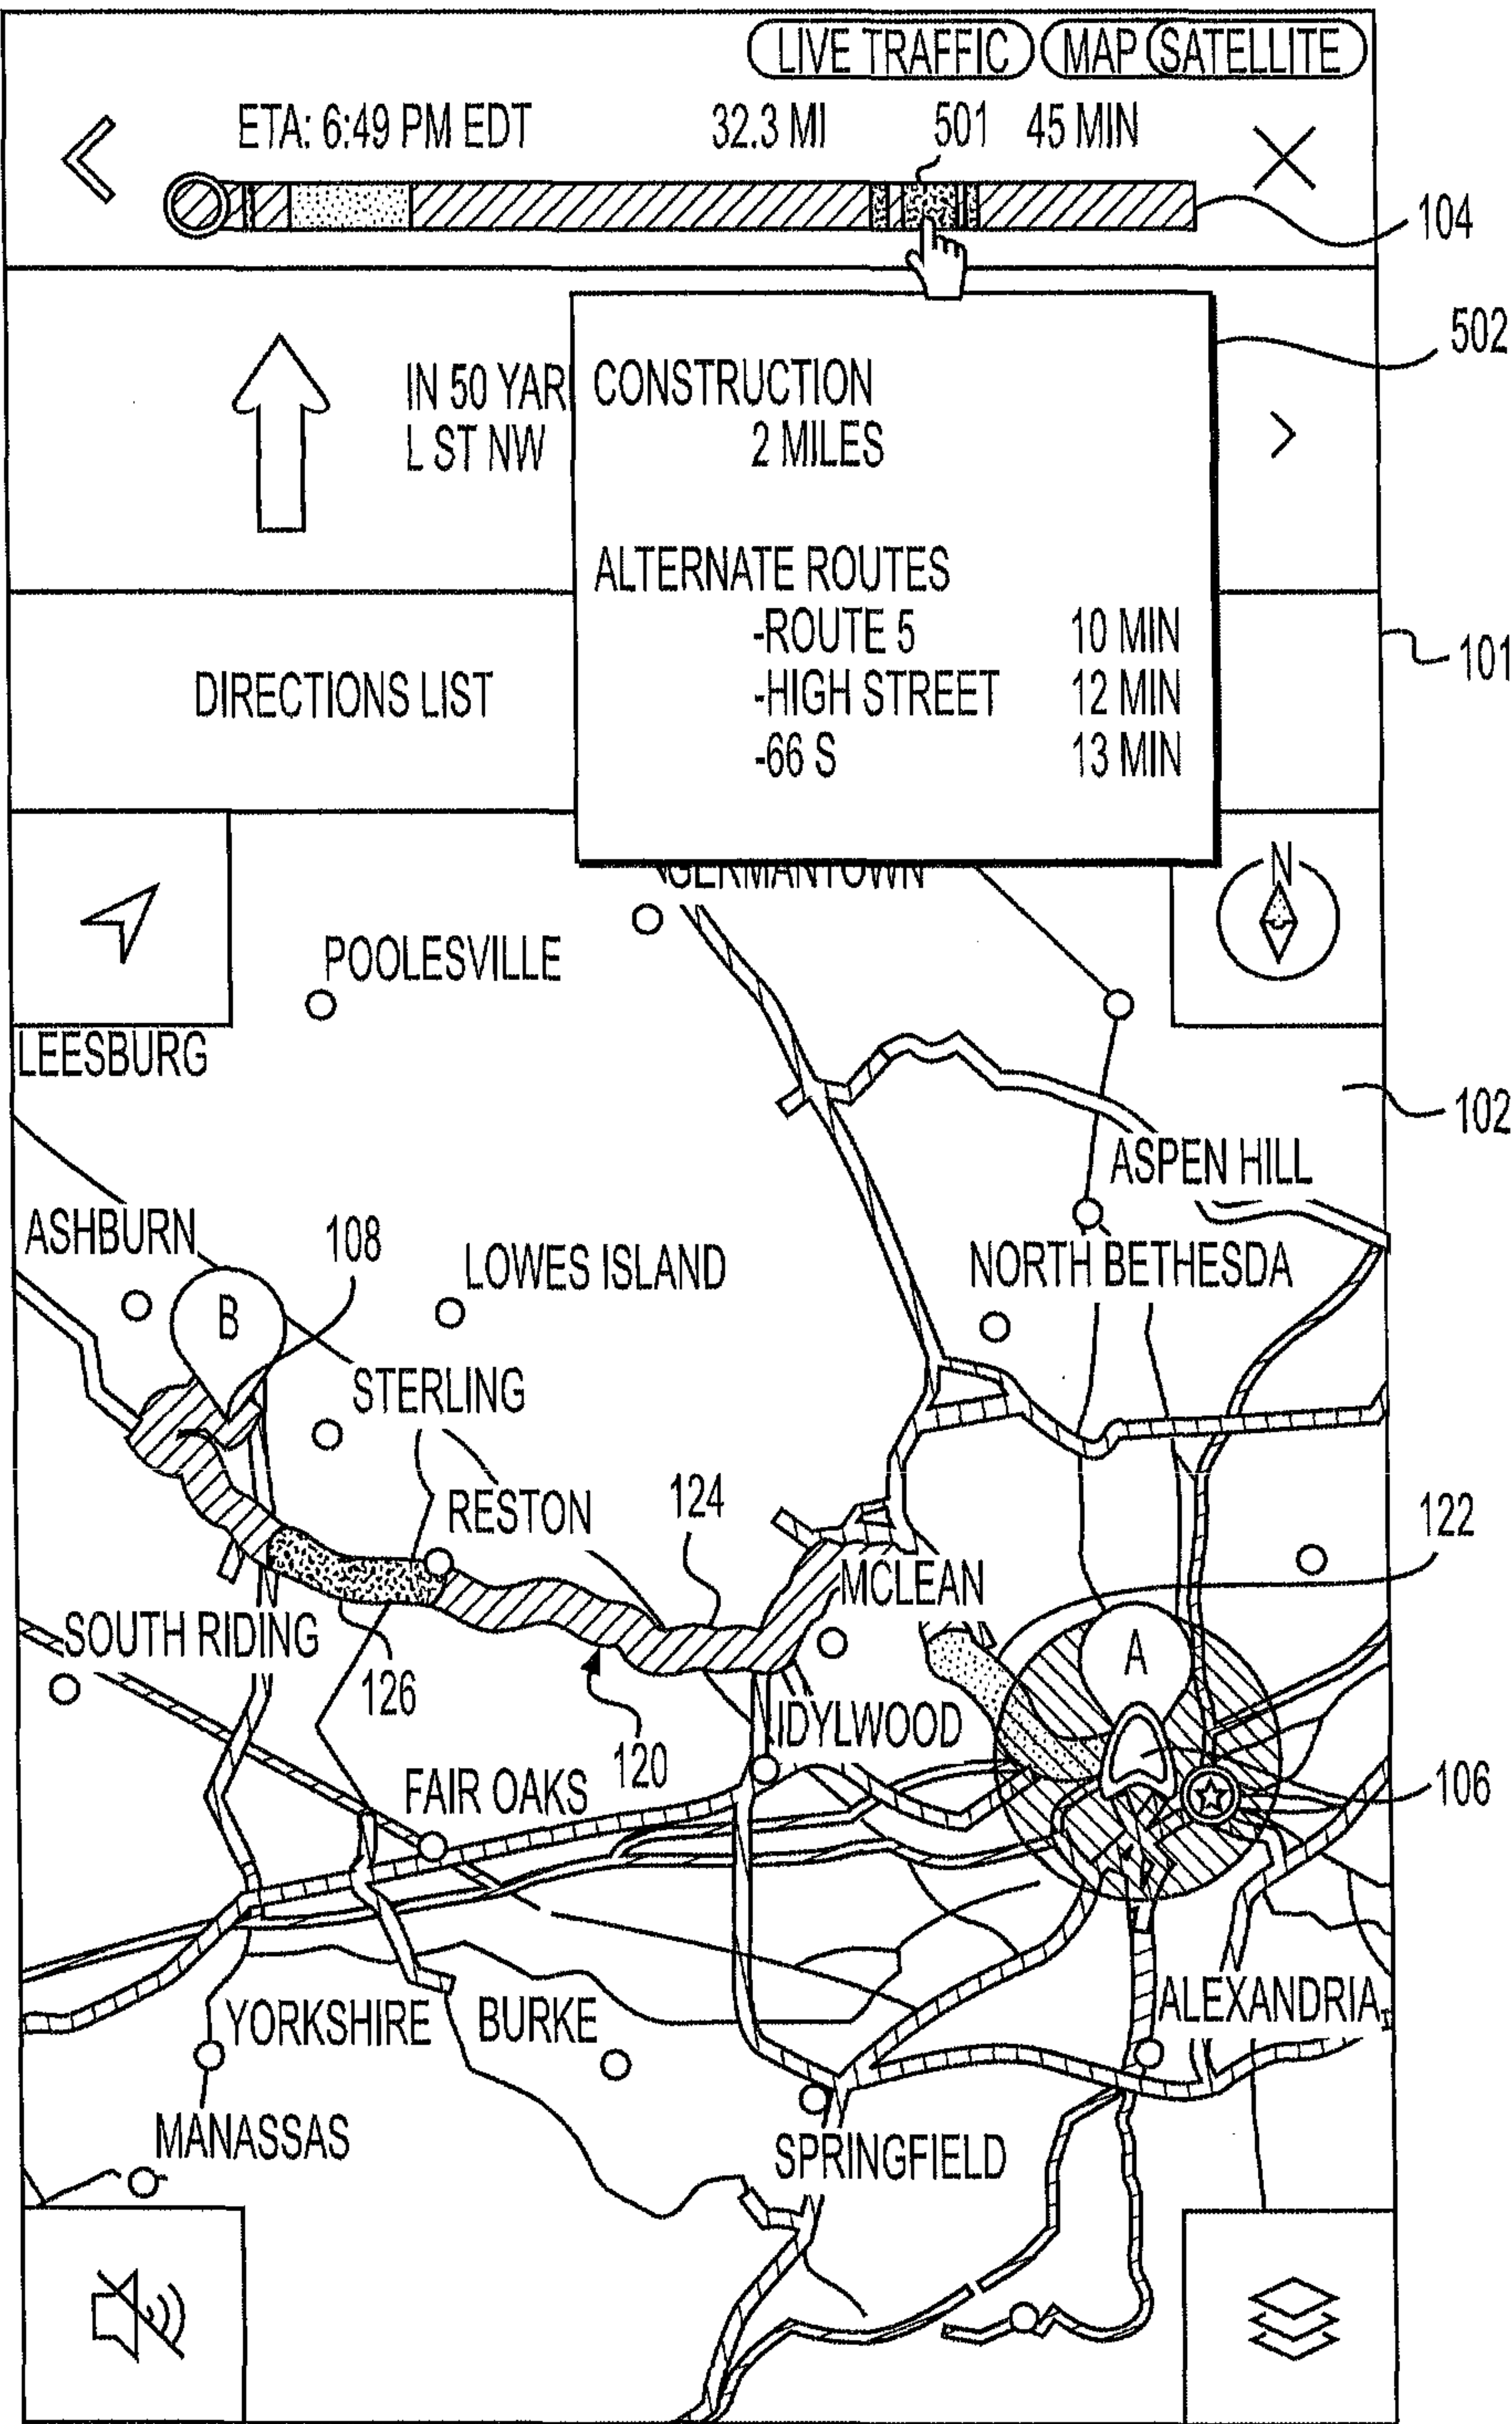 LIVE TRAFFIC MAP SATELLITE
ETA: 6:49 PM EDT 32.3 MI 501 45 MIN
104
502
IN 50 YAR
L ST NW
CONSTRUCTION
2 MILES
ALTERNATE ROUTES
-ROUTE 5 10 MIN
-HIGH STREET 12 MIN
-66 S 13 MIN
101
DIRECTIONS LIST
GERMANTOWN
N
POOLESVILLE
LEESBURG
102
ASPEN HILL
ASHBURN
108
LOWES ISLAND
NORTH BETHESDA
B
STERLING
RESTON
124
122
MCLEAN
SOUTH RIDING
A
126
120
IDYLWOOD
FAIR OAKS
106
YORKSHIRE
BURKE
ALEXANDRIA
MANASSAS
SPRINGFIELD